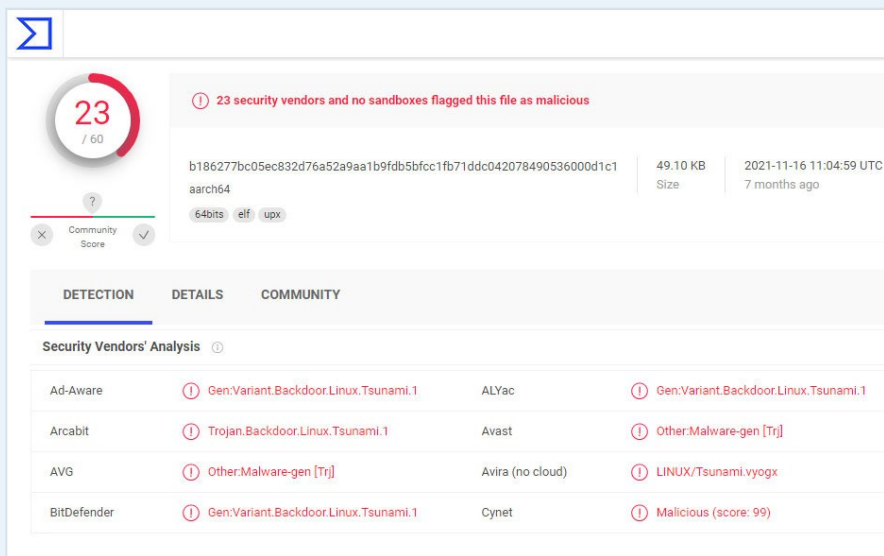 23
/ 60
23 security vendors and no sandboxes flagged this file as malicious
b186277bc05ec832d76a52a9aa1b9fdb5bfcc1fb71ddc042078490536000d1c1
aarch64
64bits elf upx
49.10 KB
Size
2021-11-16 11:04:59 UTC
7 months ago
?
Community
Score
DETECTION DETAILS COMMUNITY
Security Vendors' Analysis
Ad-Aware Gen:Variant.Backdoor.Linux.Tsunami.1 ALYac Gen:Variant.Backdoor.Linux.Tsunami.1
Arcabit Trojan.Backdoor.Linux.Tsunami.1 Avast Other:Malware-gen [Trj]
AVG Other:Malware-gen [Trj] Avira (no cloud) LINUX/Tsunami.vyogx
BitDefender Gen:Variant.Backdoor.Linux.Tsunami.1 Cynet Malicious (score: 99)